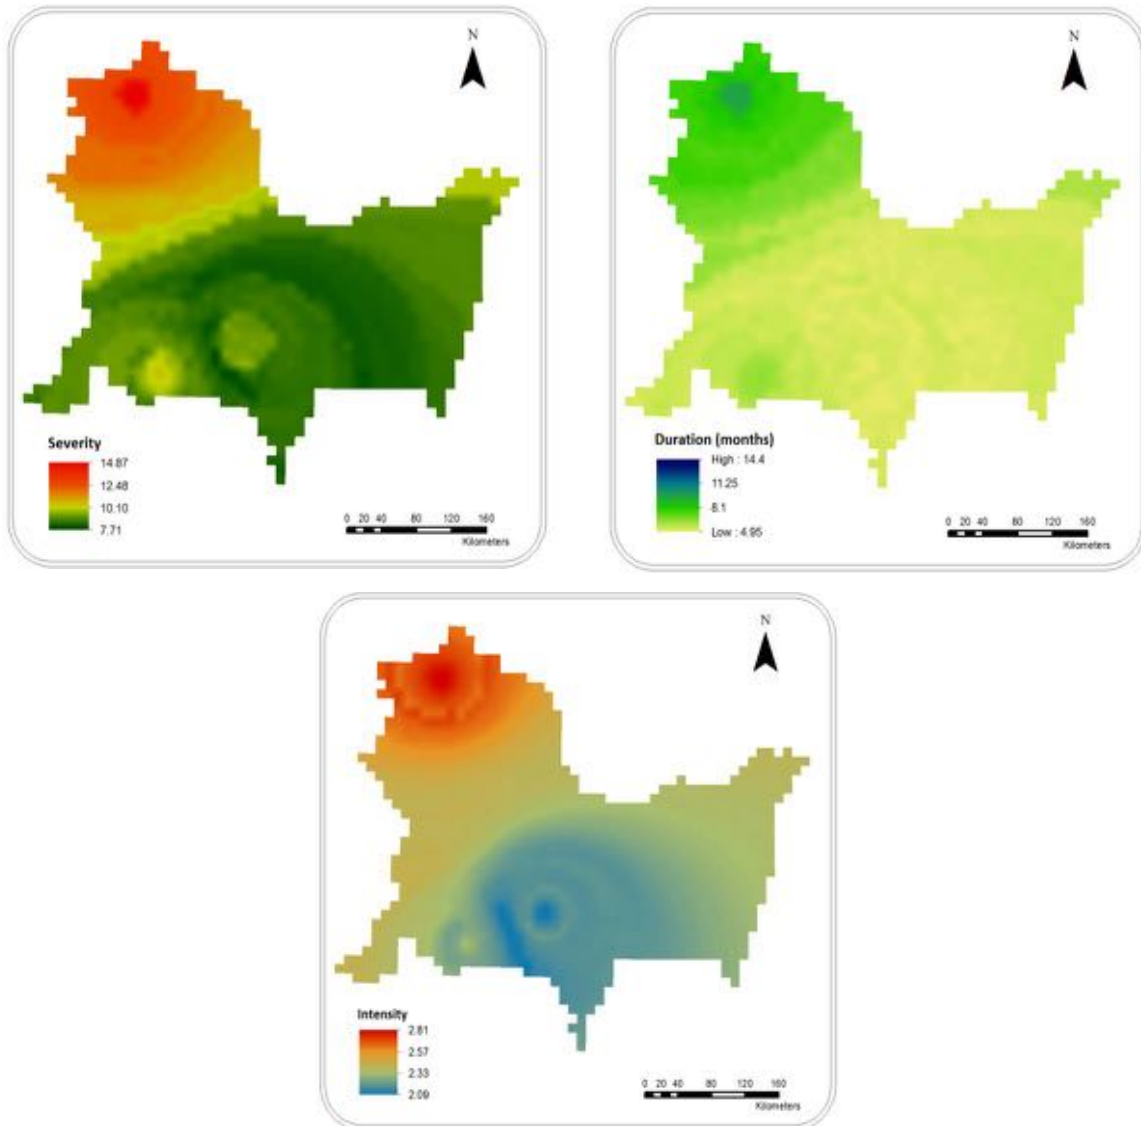 N
Severity
14.87
12.48
10.10
7.71
0 20 40 80 120 160
Kilometers
N
Duration (months)
High : 14.4
11.25
8.1
Low : 4.95
0 20 40 80 120 160
Kilometers
N
Intensity
2.81
2.57
2.33
2.09
0 20 40 80 120 160
Kilometers